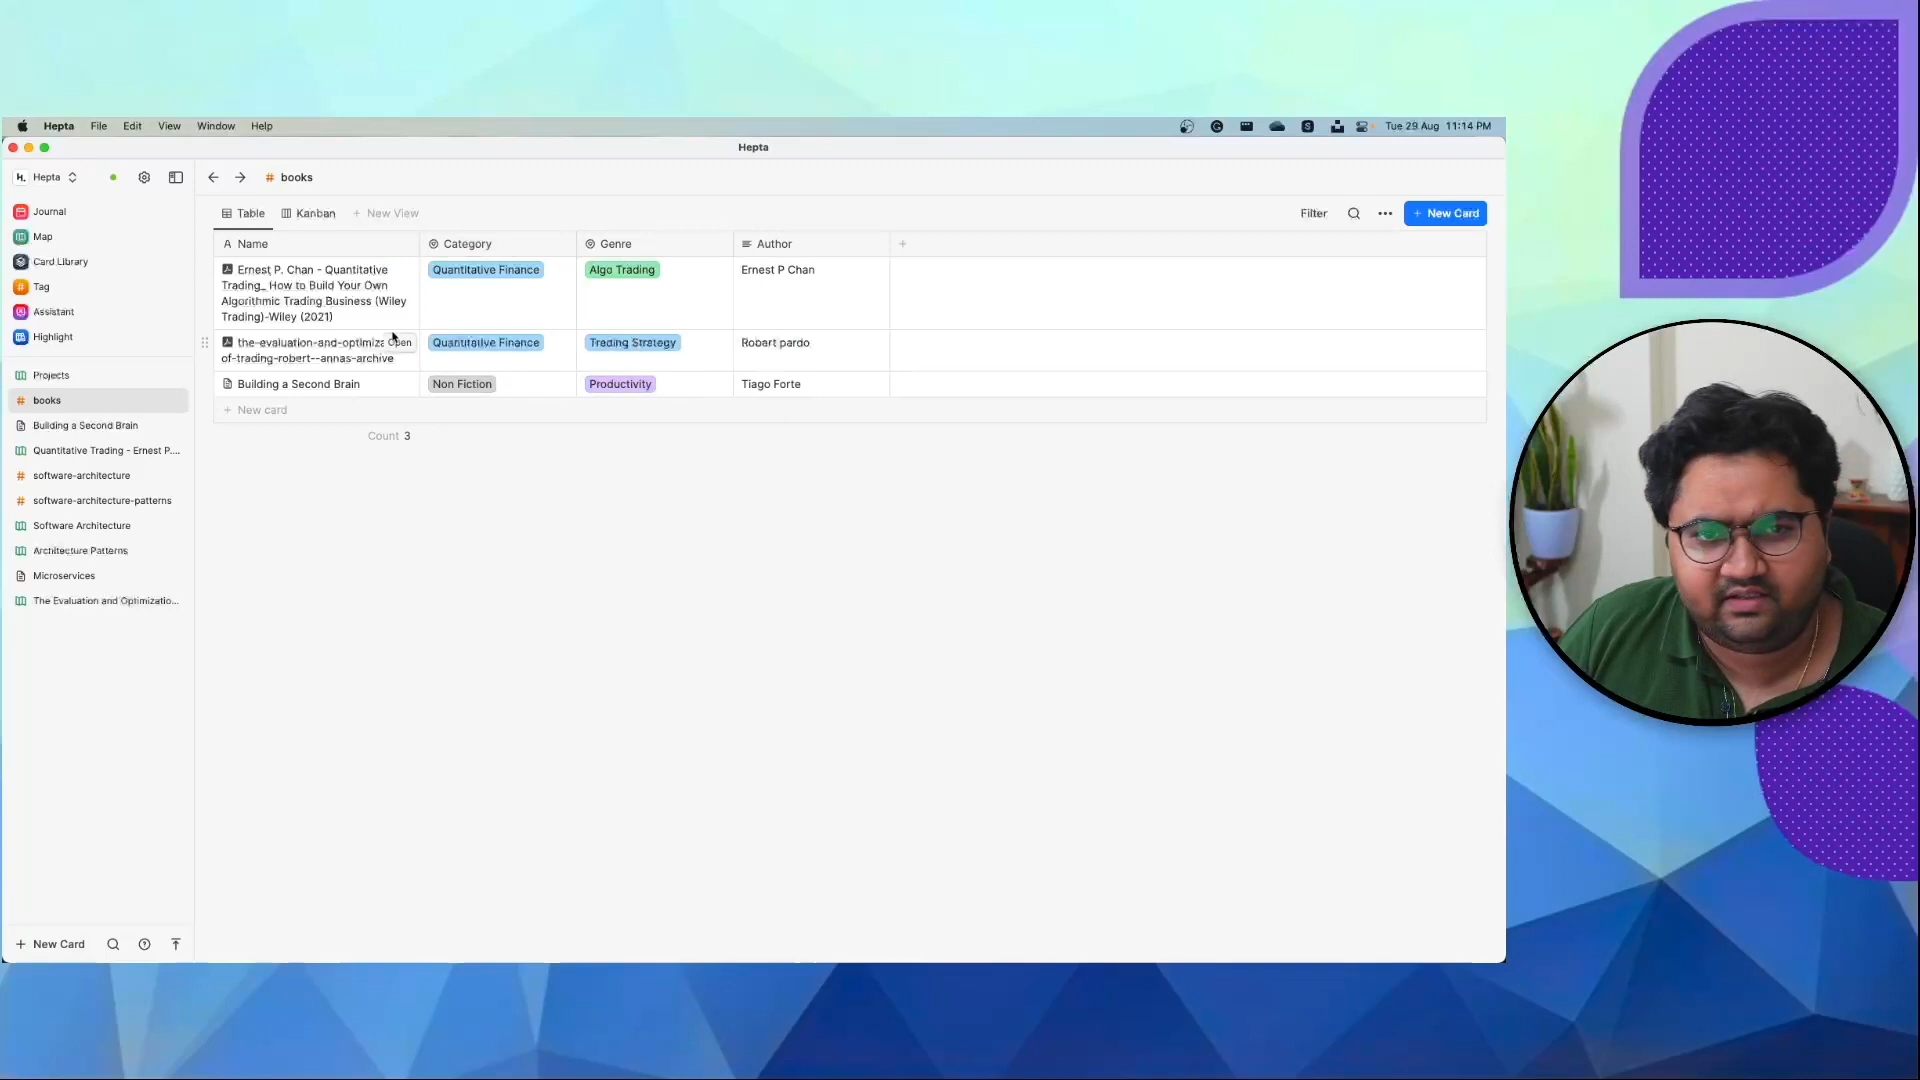 Hepta File Edit View Window Help
Tue 29 Aug 11:14 PM
Hepta
H. Hepta
# books
Journal
Map
Card Library
Tag
Assistant
Highlight
Projects
# books
Building a Second Brain
Quantitative Trading - Ernest P....
# software-architecture
# software-architecture-patterns
Software Architecture
Architecture Patterns
Microservices
The Evaluation and Optimizatio...
+ New Card
Table Kanban + New View
Filter ••• + New Card
A Name Category Genre Author +
Ernest P. Chan - Quantitative
Trading_ How to Build Your Own
Algorithmic Trading Business (Wiley
Trading)-Wiley (2021)
Quantitative Finance Algo Trading Ernest P Chan
the-evaluation-and-optimiza Open
of-trading-robert--annas-archive
Quantitative Finance Trading Strategy Robert pardo
Building a Second Brain Non Fiction Productivity Tiago Forte
+ New card
Count 3